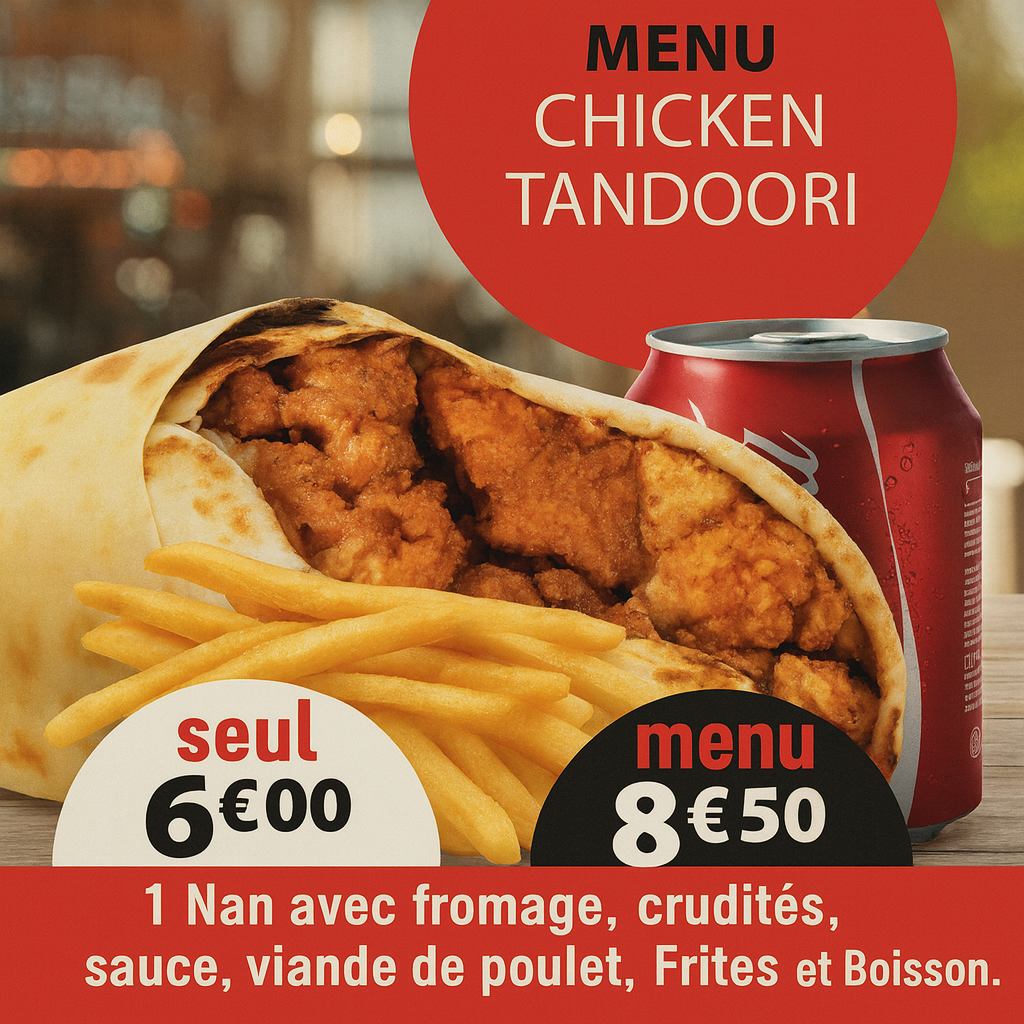 MENU
CHICKEN
TANDOORI
seul
6€00
menu
8€50
1 Nan avec fromage, crudités,
sauce, viande de poulet, Frites et Boisson.